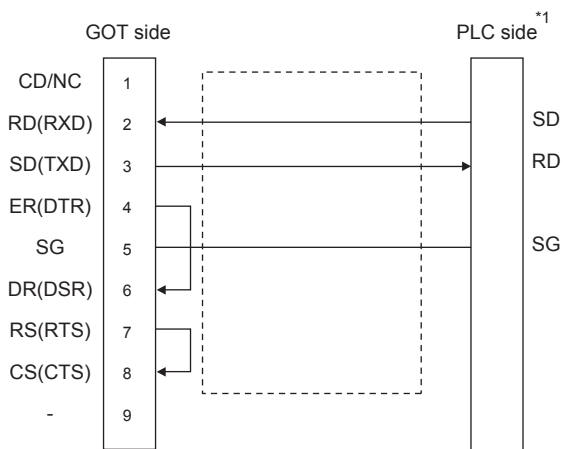 GOT side PLC side*1
CD/NC 1
RD(RXD) 2 SD
SD(TXD) 3 RD
ER(DTR) 4
SG 5 SG
DR(DSR) 6
RS(RTS) 7
CS(CTS) 8
- 9